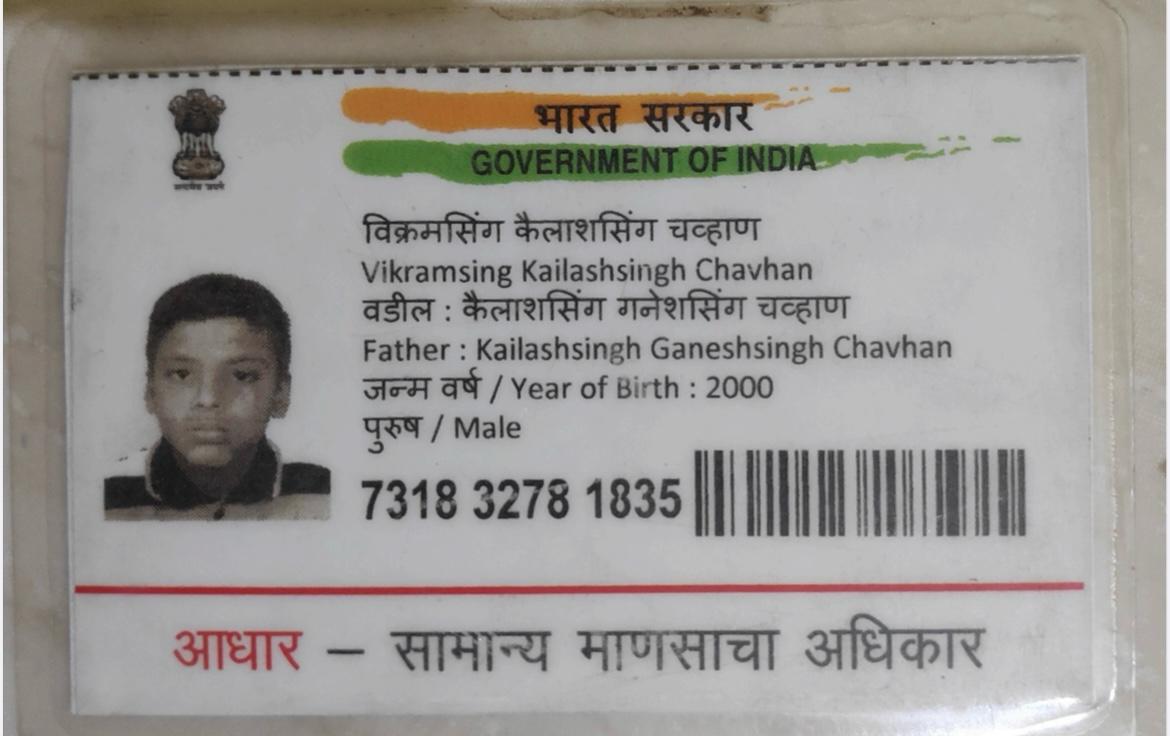 भारत सरकार
GOVERNMENT OF INDIA
सत्यमेव जयते
विक्रमसिंग कैलाशसिंग चव्हाण
Vikramsing Kailashsingh Chavhan
वडील : कैलाशसिंग गनेशसिंग चव्हाण
Father : Kailashsingh Ganeshsingh Chavhan
जन्म वर्ष / Year of Birth : 2000
पुरुष / Male
7318 3278 1835
आधार – सामान्य माणसाचा अधिकार